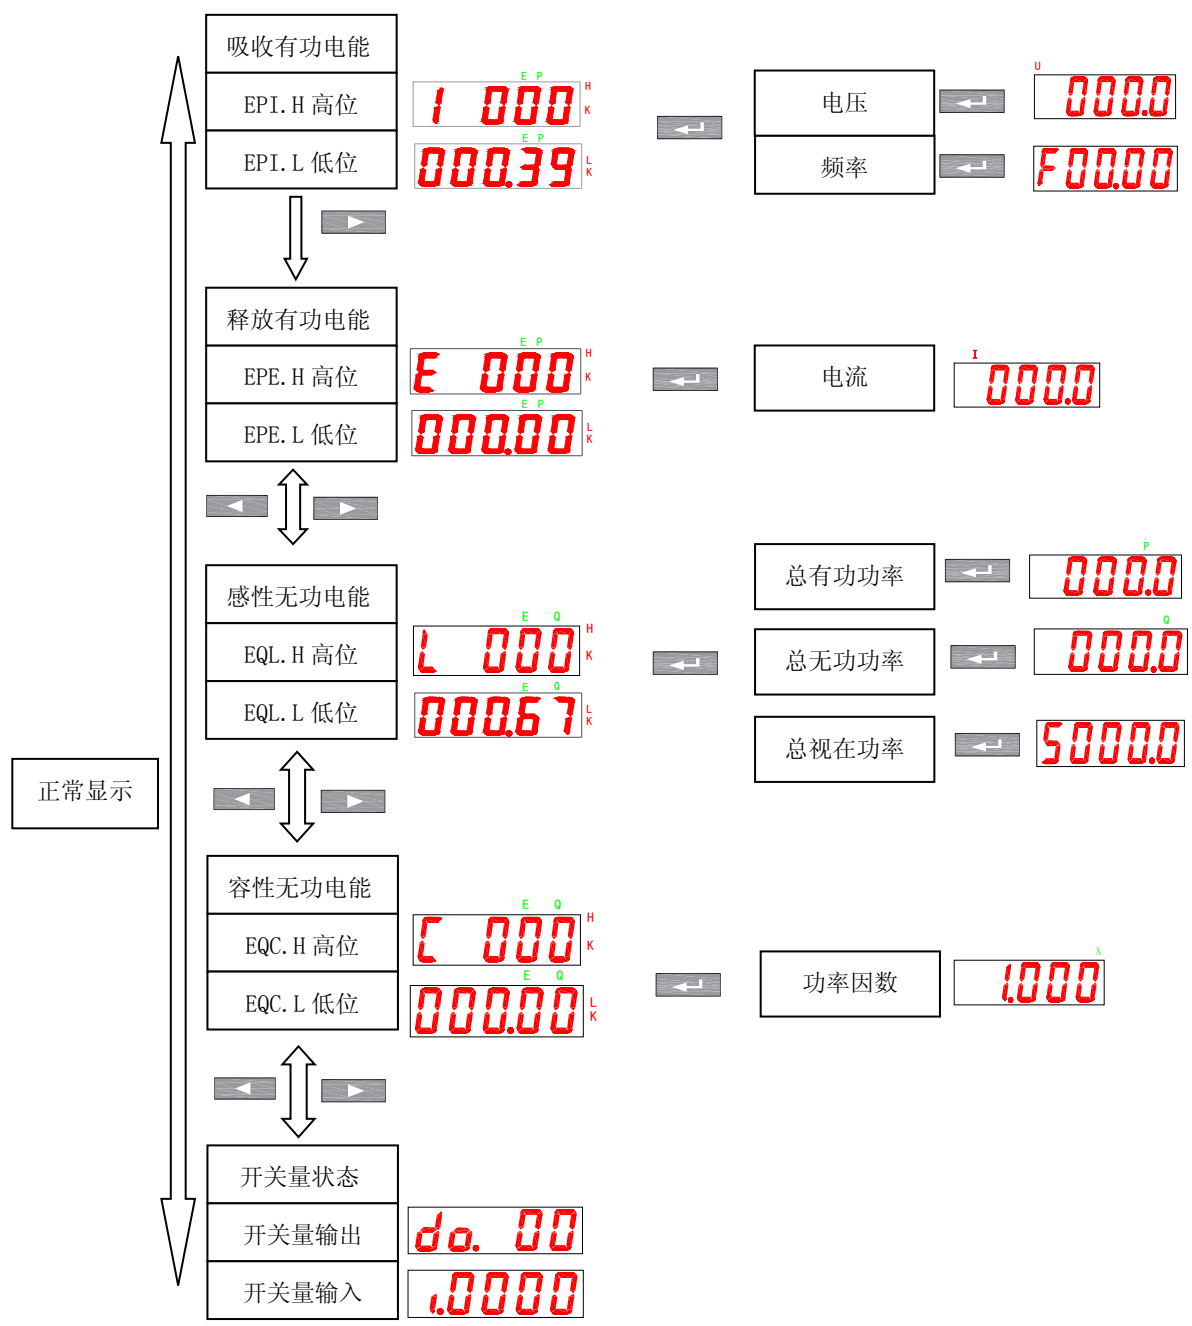 吸收有功电能
E P
EPI.H 高位
I 000
H
K
E P
EPI.L 低位
000.39
L
K
电压
U
000.0
频率
F00.00
释放有功电能
E P
EPE.H 高位
E 000
H
K
E P
EPE.L 低位
000.00
L
K
电流
I
000.0
感性无功电能
E Q
EQL.H 高位
L 000
H
K
E Q
EQL.L 低位
000.67
L
K
总有功功率
P
000.0
总无功功率
Q
000.0
总视在功率
S000.0
正常显示
容性无功电能
E Q
EQC.H 高位
C 000
H
K
E Q
EQC.L 低位
000.00
L
K
功率因数
λ
1.000
开关量状态
开关量输出
do. 00
开关量输入
i.0000